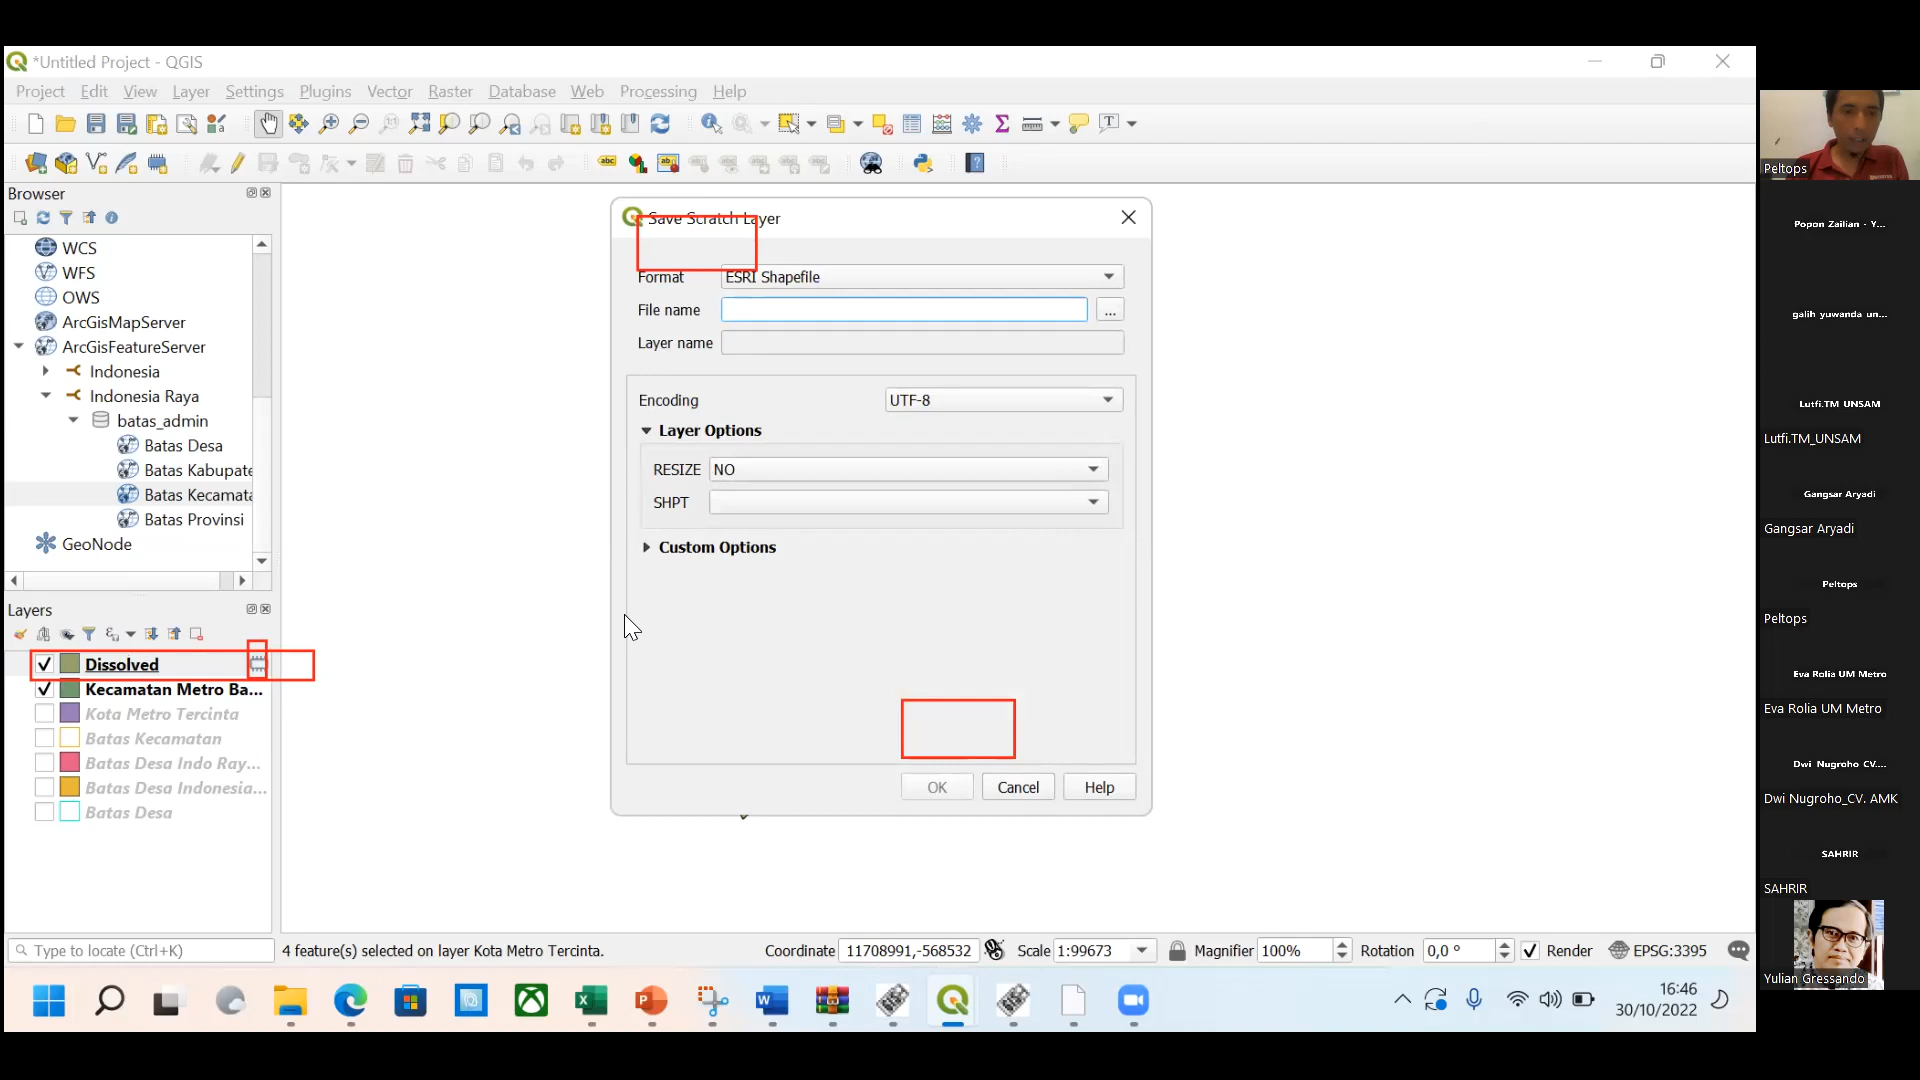 *Untitled Project - QGIS
Project Edit View Layer Settings Plugins Vector Raster Database Web Processing Help
Browser
WCS
WFS
OWS
ArcGisMapServer
ArcGisFeatureServer
Indonesia
Indonesia Raya
batas_admin
Batas Desa
Batas Kabupate
Batas Kecamata
Batas Provinsi
GeoNode
Layers
Dissolved
Kecamatan Metro Ba...
Kota Metro Tercinta
Batas Kecamatan
Batas Desa Indo Ray...
Batas Desa Indonesia...
Batas Desa
Save Scratch Layer
Format ESRI Shapefile
File name ...
Layer name
Encoding UTF-8
Layer Options
RESIZE NO
SHPT
Custom Options
OK Cancel Help
Type to locate (Ctrl+K) 4 feature(s) selected on layer Kota Metro Tercinta. Coordinate 11708991,-568532 Scale 1:99673 Magnifier 100% Rotation 0,0 ° Render EPSG:3395
16:46
30/10/2022
Peltops
Popon Zailian - Y...
galih yuwanda un...
Lutfi.TM UNSAM
Lutfi.TM_UNSAM
Gangsar Aryadi
Gangsar Aryadi
Peltops
Peltops
Eva Rolia UM Metro
Eva Rolia UM Metro
Dwi Nugroho CV....
Dwi Nugroho_CV. AMK
SAHRIR
SAHRIR
Yulian Gressando